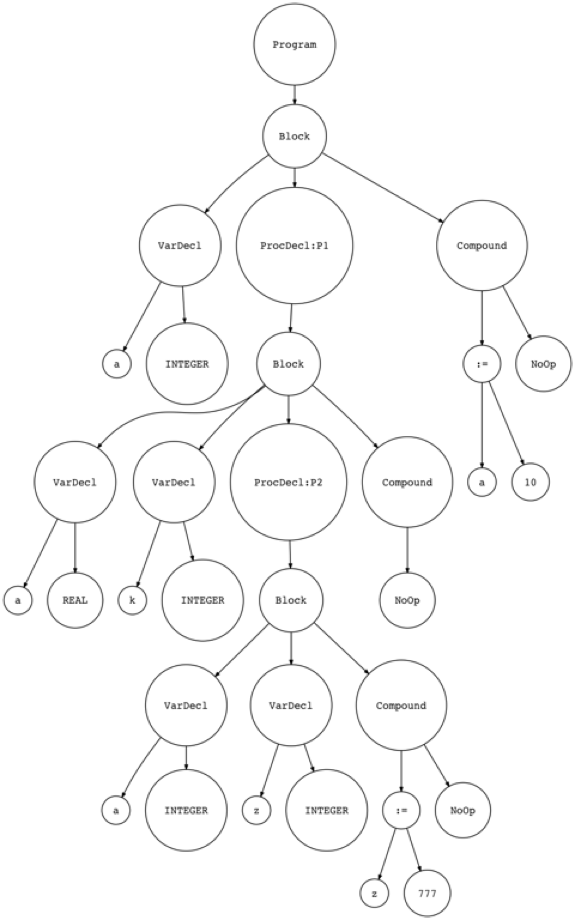 Program
Block
VarDecl
ProcDecl:P1
Compound
a
INTEGER
Block
:=
NoOp
VarDecl
VarDecl
ProcDecl:P2
Compound
a
10
a
REAL
k
INTEGER
Block
NoOp
VarDecl
VarDecl
Compound
a
INTEGER
z
INTEGER
:=
NoOp
z
777